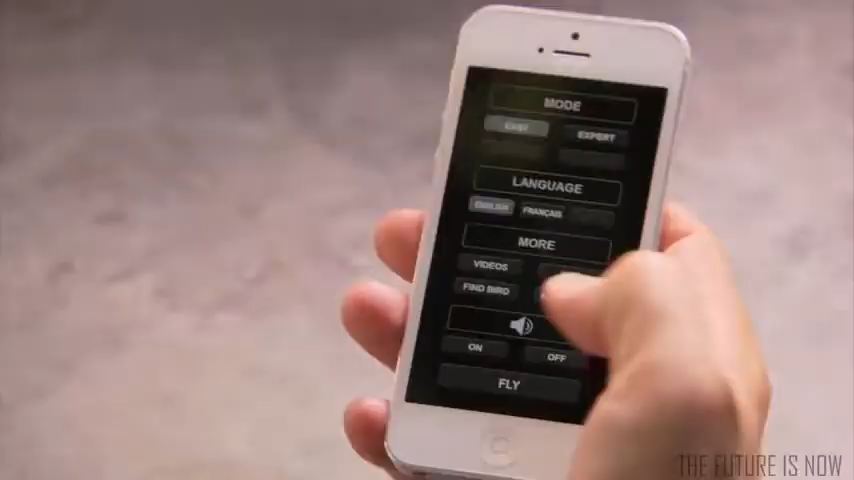 MODE
EASY EXPERT
LANGUAGE
ENGLISH FRANÇAIS
MORE
VIDEOS
FIND BIRD
ON OFF
FLY
THE FUTURE IS NOW